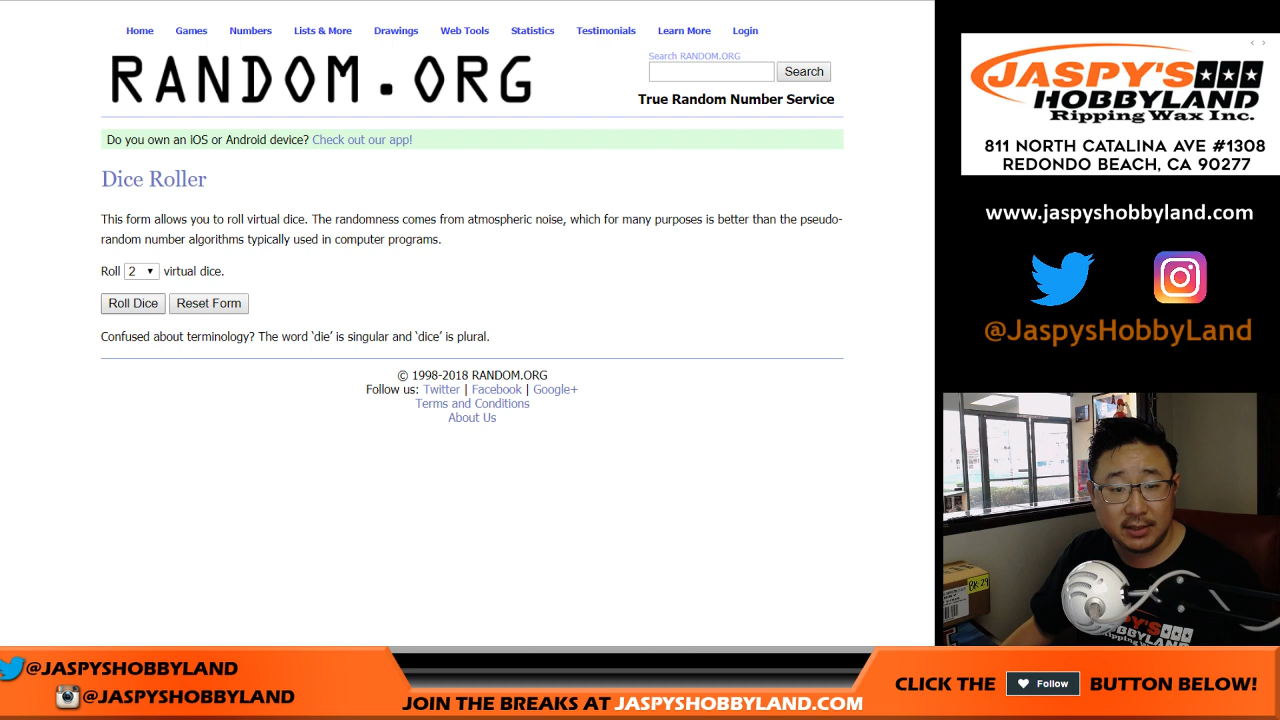 Home Games Numbers Lists & More Drawings Web Tools Statistics Testimonials Learn More Login
RANDOM.ORG
Search RANDOM.ORG
Search
True Random Number Service
Do you own an iOS or Android device? Check out our app!
Dice Roller
This form allows you to roll virtual dice. The randomness comes from atmospheric noise, which for many purposes is better than the pseudo-
random number algorithms typically used in computer programs.
Roll 2 virtual dice.
Roll Dice Reset Form
Confused about terminology? The word ‘die’ is singular and ‘dice’ is plural.
© 1998-2018 RANDOM.ORG
Follow us: Twitter | Facebook | Google+
Terms and Conditions
About Us
JASPY'S
HOBBYLAND
Ripping Wax Inc.
811 NORTH CATALINA AVE #1308
REDONDO BEACH, CA 90277
www.jaspyshobbyland.com
@JaspysHobbyLand
BK-29
JASPY'S
HOBBYLAND
Ripping Wax Inc.
@JASPYSHOBBYLAND
@JASPYSHOBBYLAND
JOIN THE BREAKS AT JASPYSHOBBYLAND.COM
CLICK THE Follow BUTTON BELOW!